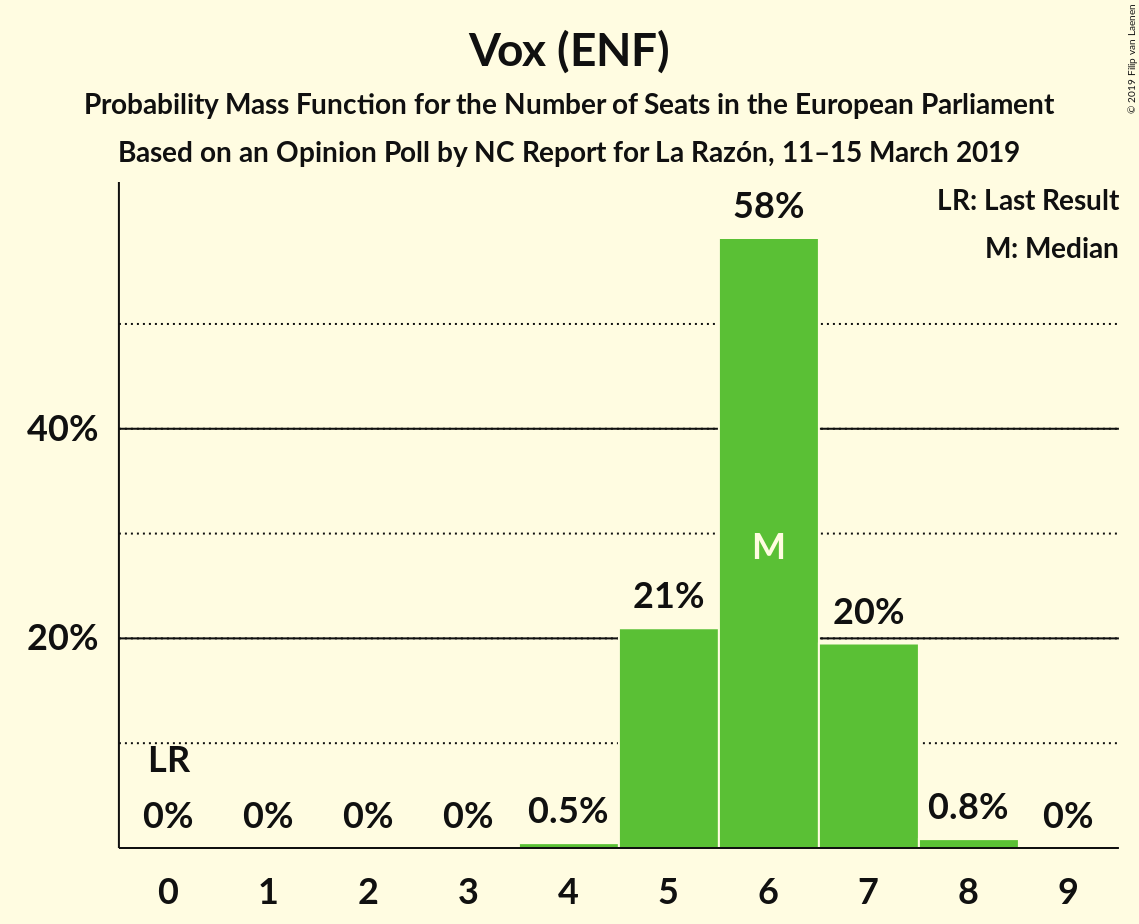 Vox (ENF)
Probability Mass Function for the Number of Seats in the European Parliament
Based on an Opinion Poll by NC Report for La Razón, 11–15 March 2019
© 2019 Filip van Laenen
LR: Last Result
M: Median
58%
40%
M
21%
20%
20%
LR
0%
0%
0%
0%
0.5%
0.8%
0%
0 1 2 3 4 5 6 7 8 9